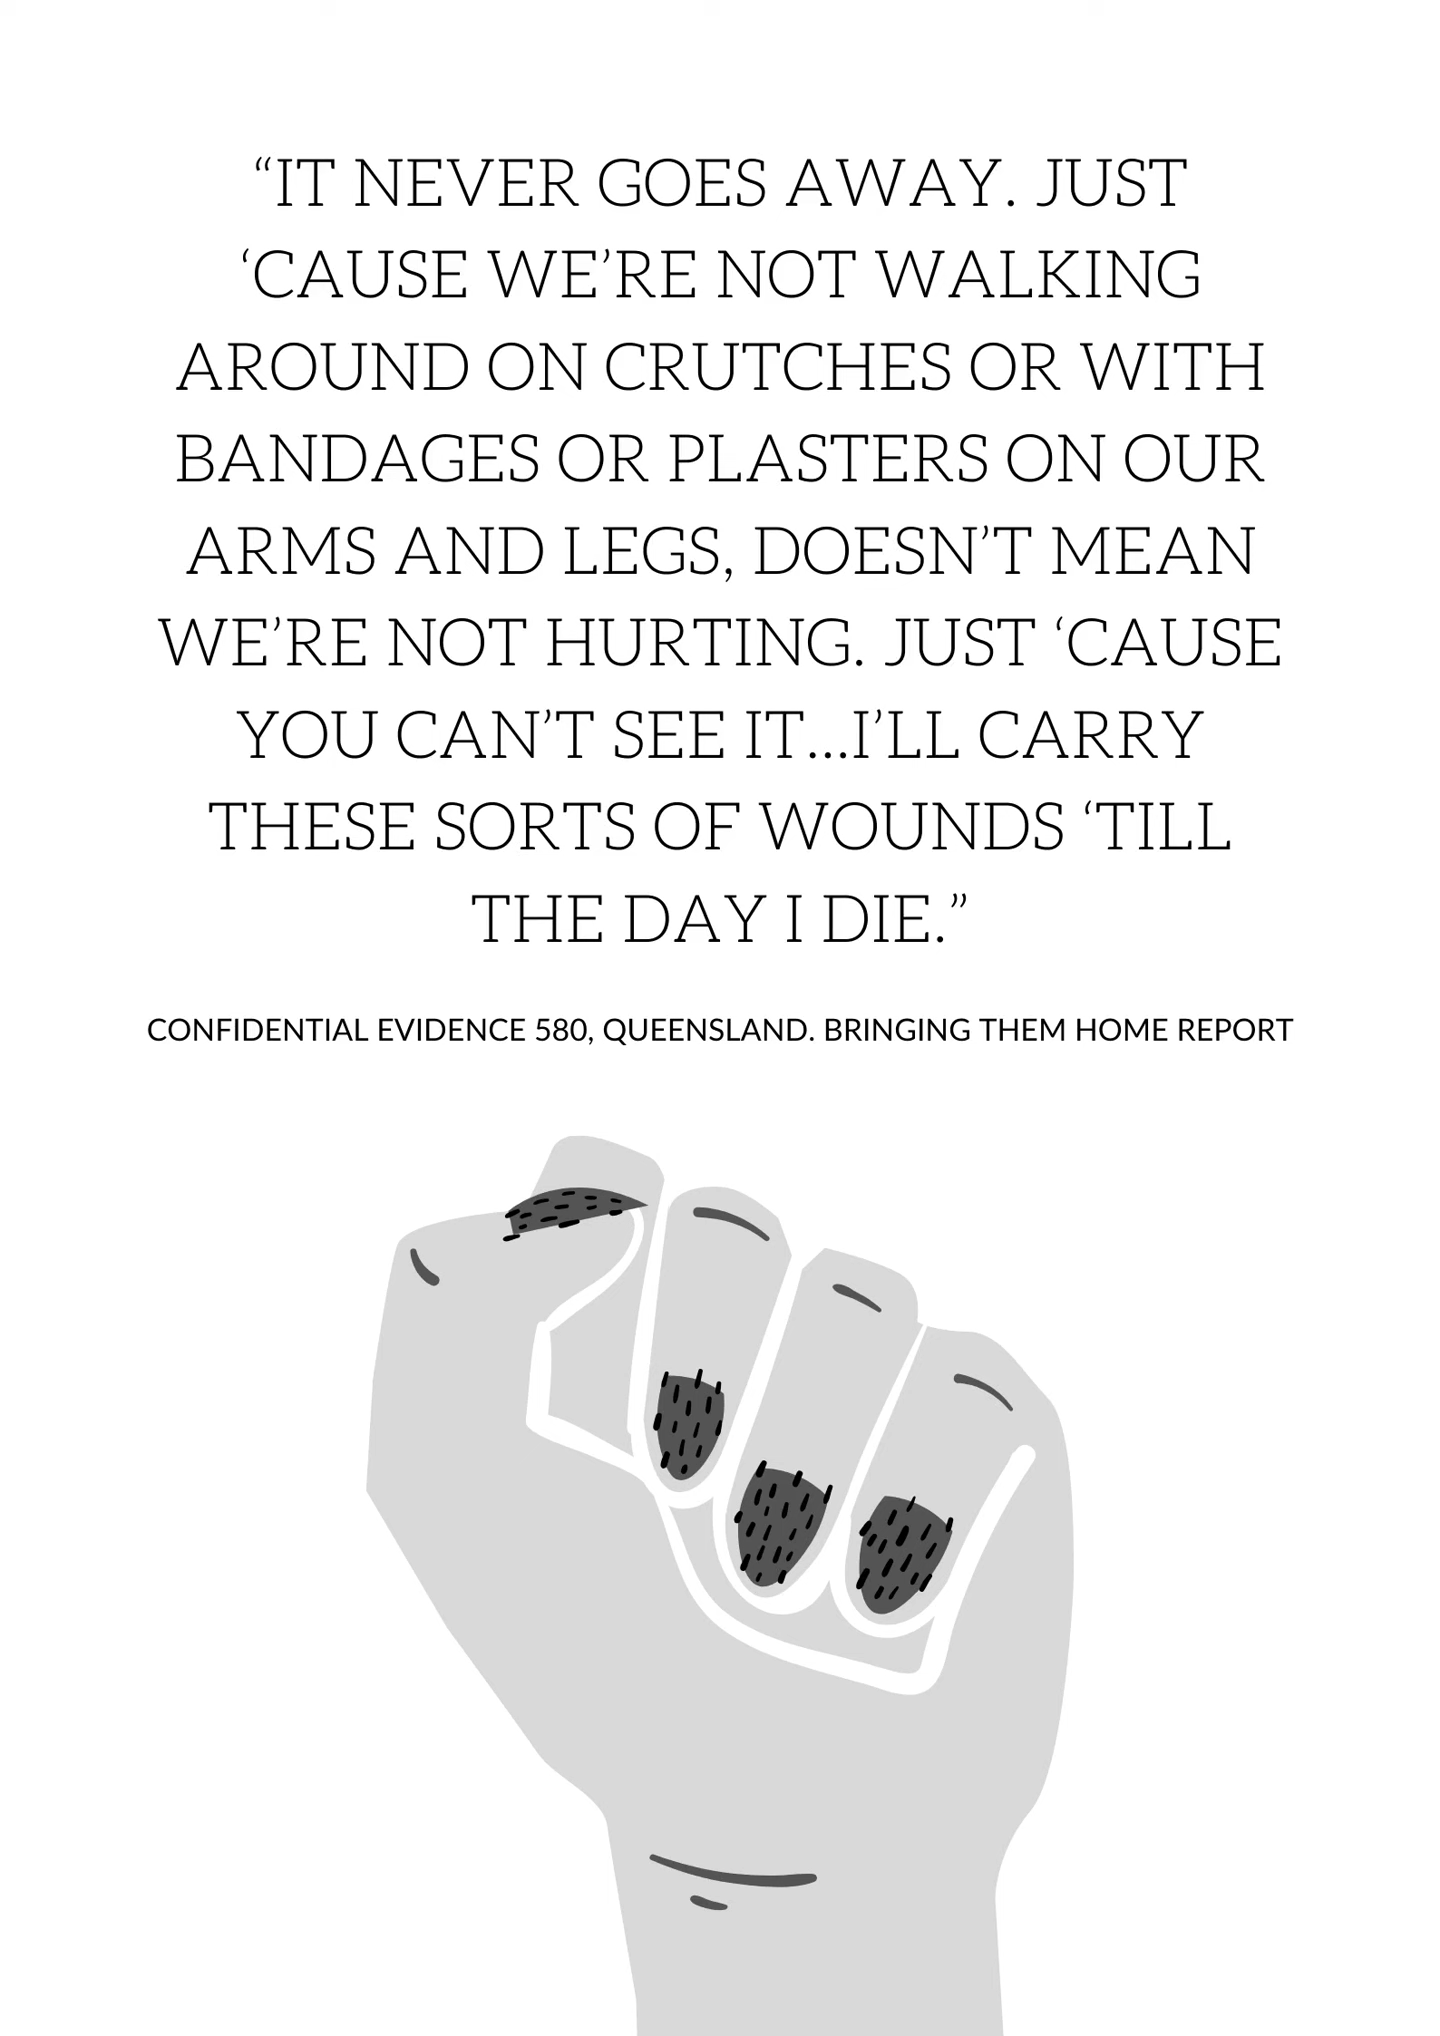 “IT NEVER GOES AWAY. JUST
‘CAUSE WE’RE NOT WALKING
AROUND ON CRUTCHES OR WITH
BANDAGES OR PLASTERS ON OUR
ARMS AND LEGS, DOESN’T MEAN
WE’RE NOT HURTING. JUST ‘CAUSE
YOU CAN’T SEE IT...I’LL CARRY
THESE SORTS OF WOUNDS ‘TILL
THE DAY I DIE.”
CONFIDENTIAL EVIDENCE 580, QUEENSLAND. BRINGING THEM HOME REPORT